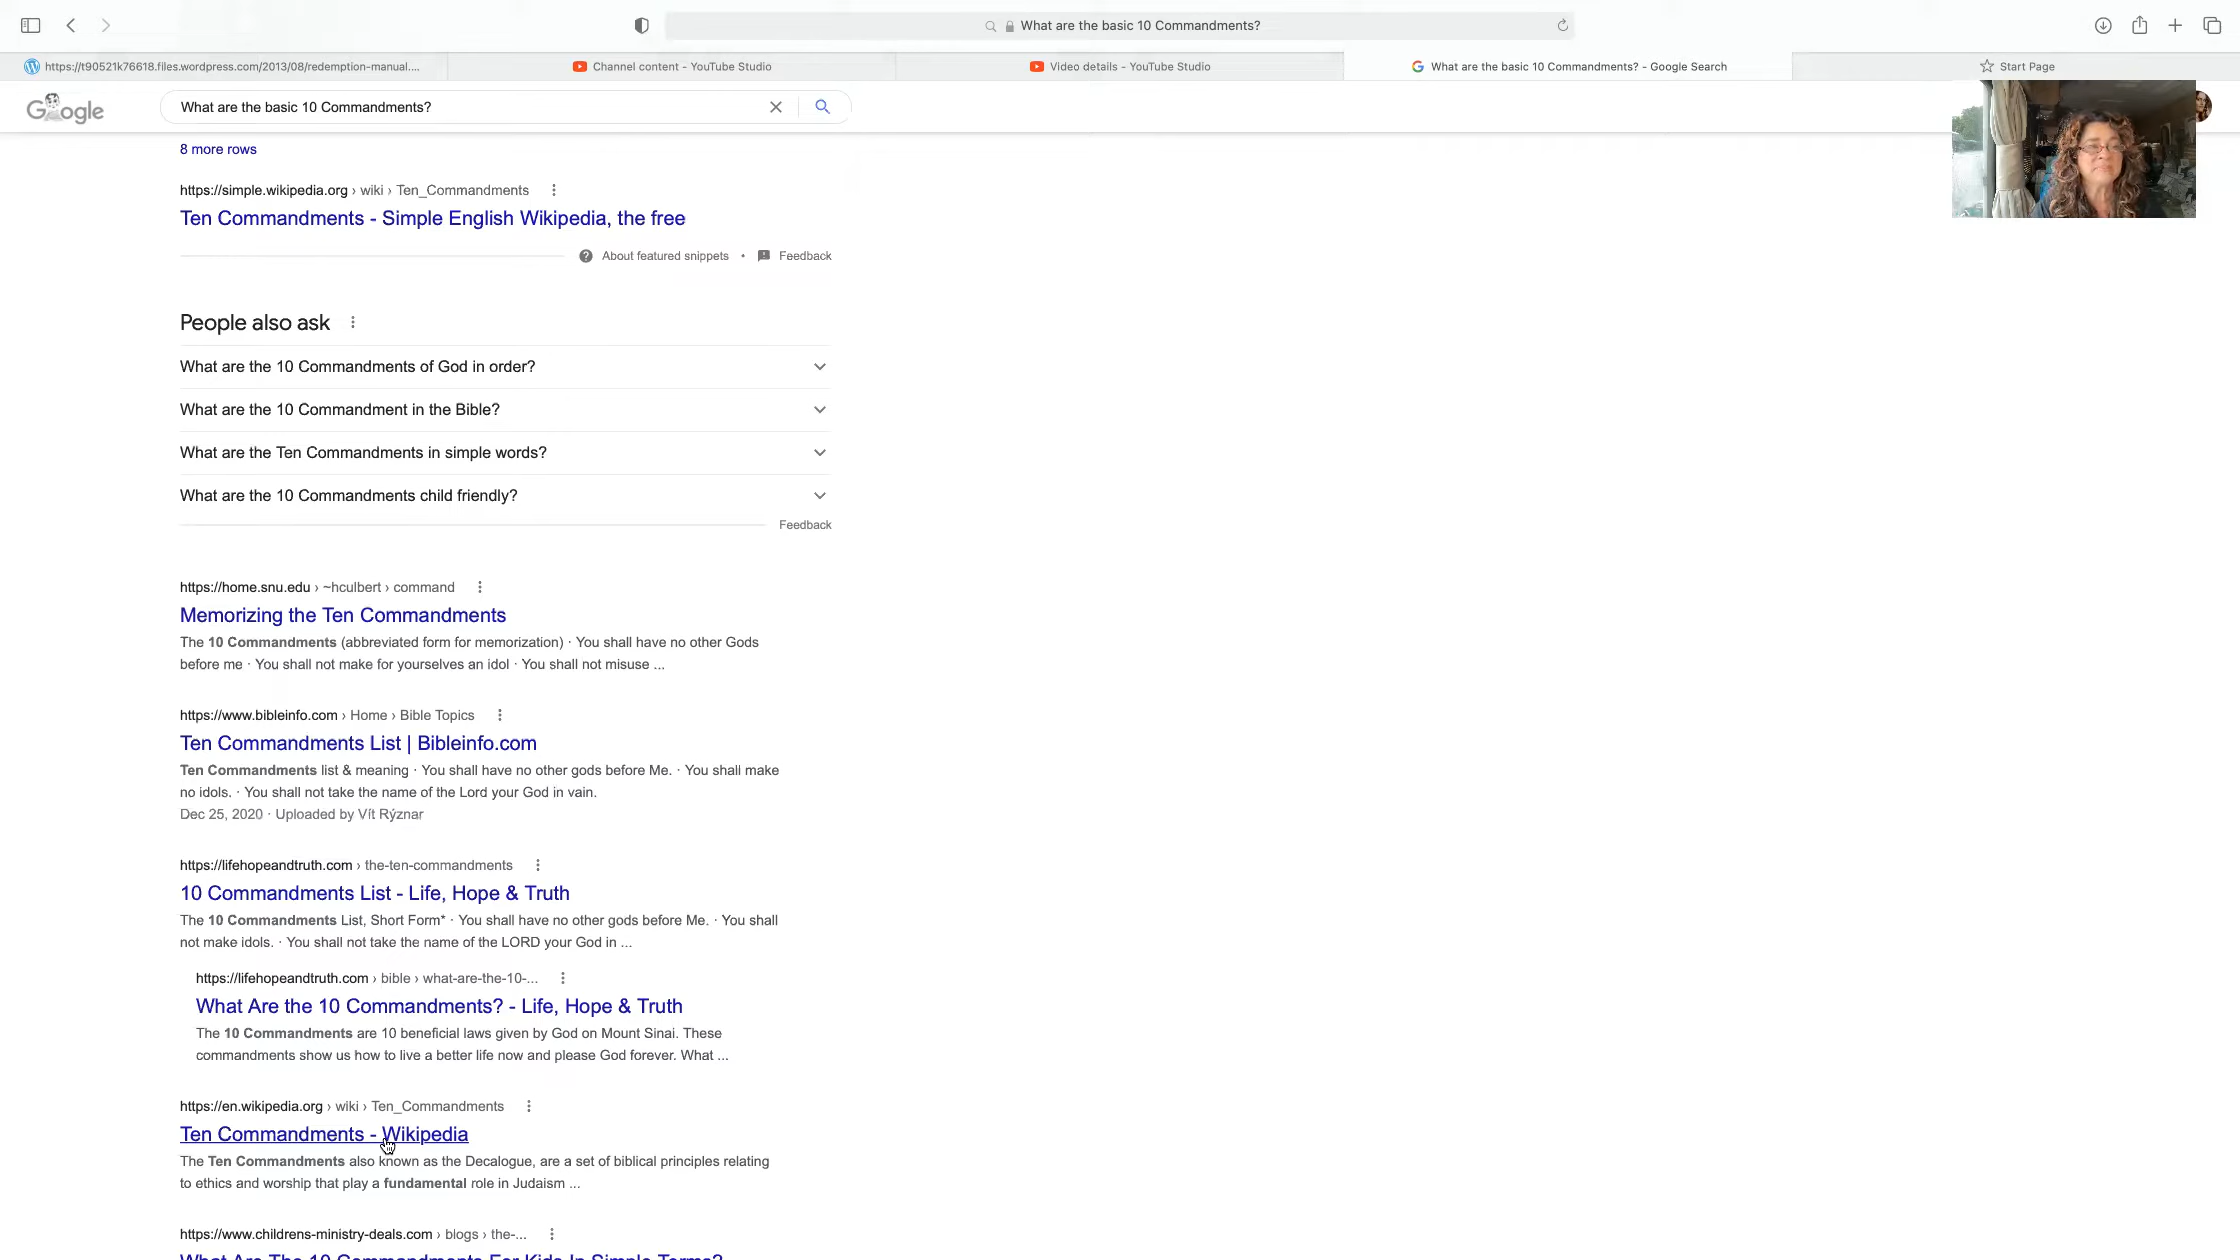 What are the basic 10 Commandments?
https://t90521k76618.files.wordpress.com/2013/08/redemption-manual....
Channel content - YouTube Studio
Video details - YouTube Studio
What are the basic 10 Commandments? - Google Search
Start Page
Google
What are the basic 10 Commandments?
8 more rows
https://simple.wikipedia.org › wiki › Ten_Commandments
Ten Commandments - Simple English Wikipedia, the free
About featured snippets • Feedback
People also ask
What are the 10 Commandments of God in order?
What are the 10 Commandment in the Bible?
What are the Ten Commandments in simple words?
What are the 10 Commandments child friendly?
Feedback
https://home.snu.edu › ~hculbert › command
Memorizing the Ten Commandments
The 10 Commandments (abbreviated form for memorization) · You shall have no other Gods
before me · You shall not make for yourselves an idol · You shall not misuse ...
https://www.bibleinfo.com › Home › Bible Topics
Ten Commandments List | Bibleinfo.com
Ten Commandments list & meaning · You shall have no other gods before Me. · You shall make
no idols. · You shall not take the name of the Lord your God in vain.
Dec 25, 2020 · Uploaded by Vít Rýznar
https://lifehopeandtruth.com › the-ten-commandments
10 Commandments List - Life, Hope & Truth
The 10 Commandments List, Short Form* · You shall have no other gods before Me. · You shall
not make idols. · You shall not take the name of the LORD your God in ...
https://lifehopeandtruth.com › bible › what-are-the-10-...
What Are the 10 Commandments? - Life, Hope & Truth
The 10 Commandments are 10 beneficial laws given by God on Mount Sinai. These
commandments show us how to live a better life now and please God forever. What ...
https://en.wikipedia.org › wiki › Ten_Commandments
Ten Commandments - Wikipedia
The Ten Commandments also known as the Decalogue, are a set of biblical principles relating
to ethics and worship that play a fundamental role in Judaism ...
https://www.childrens-ministry-deals.com › blogs › the-...
What Are The 10 Commandments For Kids In Simple Terms?